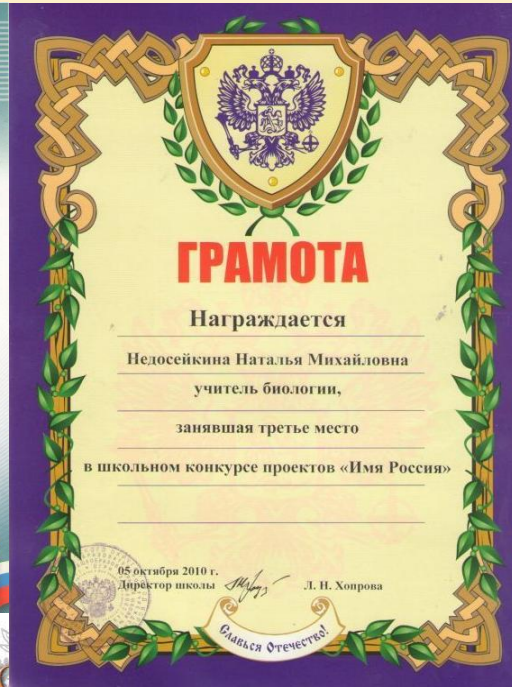 ГРАМОТА
Награждается
Недосейкина Наталья Михайловна
учитель биологии,
занявшая третье место
в школьном конкурсе проектов «Имя Россия»
05 октября 2010 г.
Директор школы Л. Н. Хопрова
Славься Отечество!